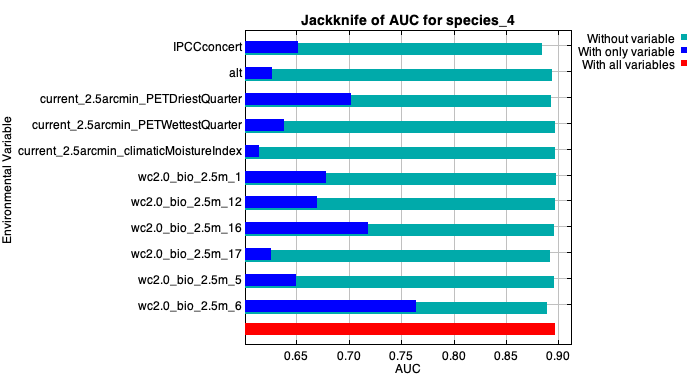 Jackknife of AUC for species_4
Without variable
With only variable
With all variables
Environmental Variable
IPCCconcert
alt
current_2.5arcmin_PETDriestQuarter
current_2.5arcmin_PETWettestQuarter
current_2.5arcmin_climaticMoistureIndex
wc2.0_bio_2.5m_1
wc2.0_bio_2.5m_12
wc2.0_bio_2.5m_16
wc2.0_bio_2.5m_17
wc2.0_bio_2.5m_5
wc2.0_bio_2.5m_6
0.65 0.70 0.75 0.80 0.85 0.90
AUC